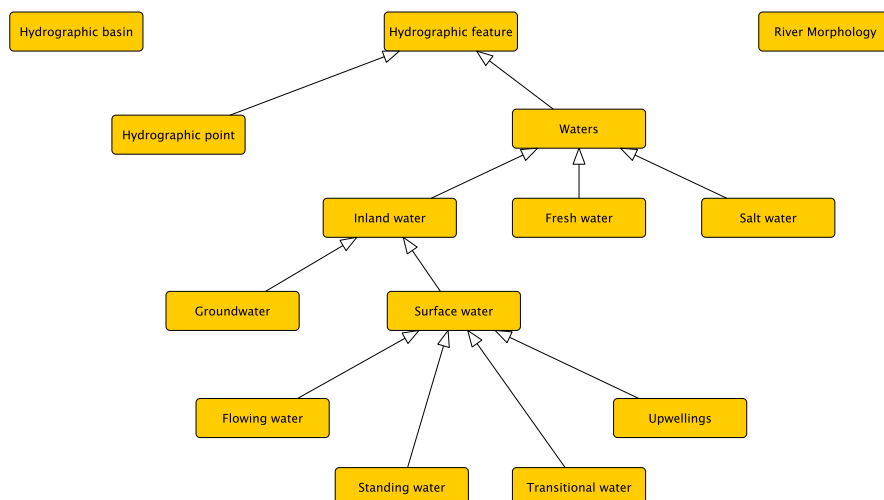 Hydrographic basin
Hydrographic feature
River Morphology
Hydrographic point
Waters
Inland water
Fresh water
Salt water
Groundwater
Surface water
Flowing water
Upwellings
Standing water
Transitional water